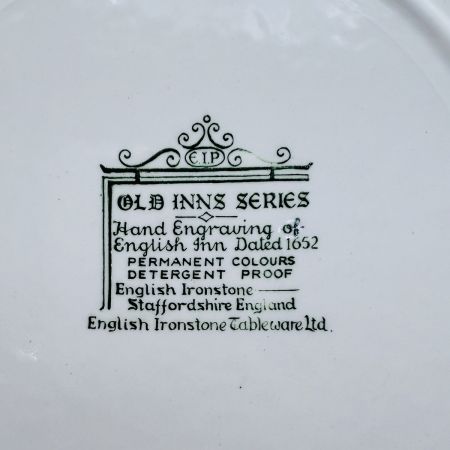 E.I.P
OLD INNS SERIES
Hand Engraving of
English Inn Dated 1652
PERMANENT COLOURS
DETERGENT PROOF
English Ironstone
Staffordshire England
English Ironstone Tableware Ltd.